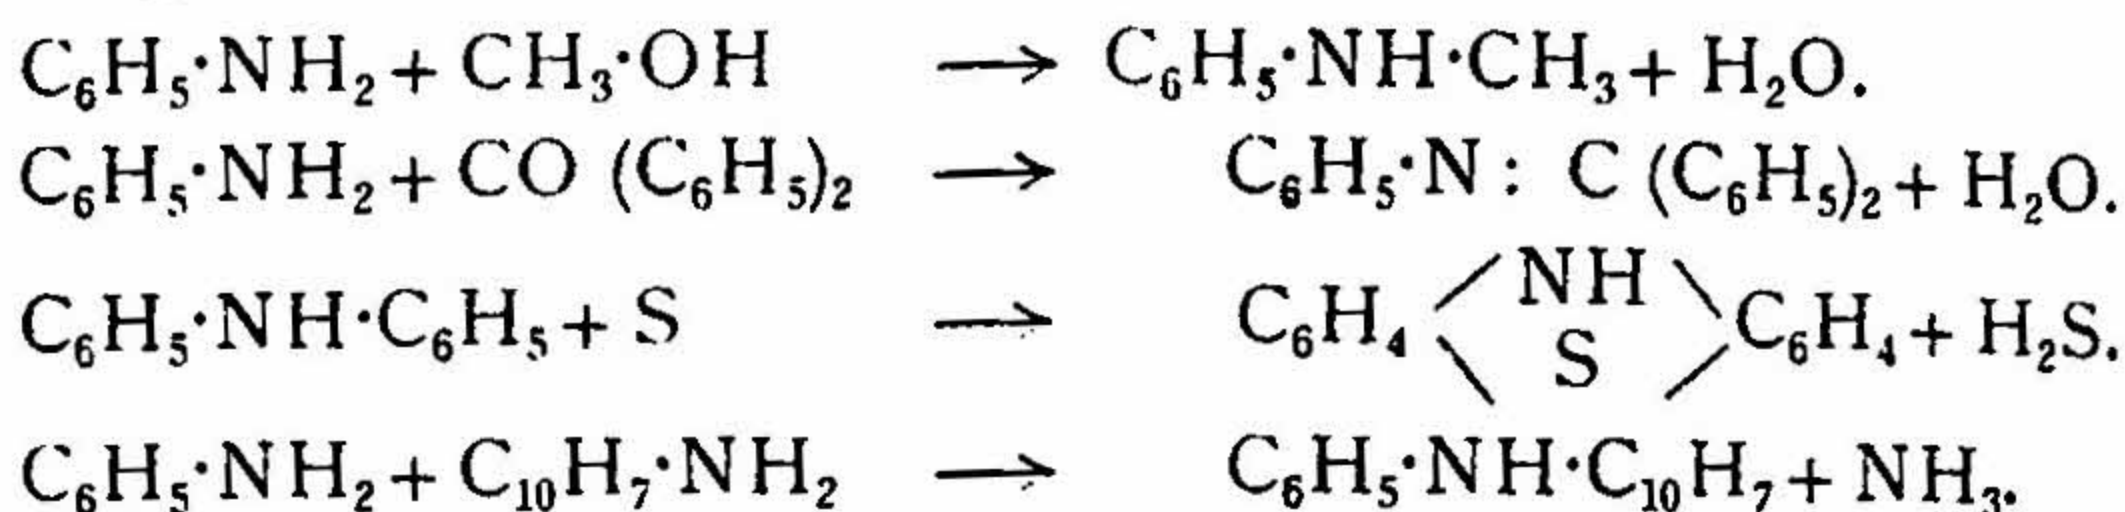 C₆H₅·NH₂ + CH₃·OH → C₆H₅·NH·CH₃ + H₂O.
C₆H₅·NH₂ + CO (C₆H₅)₂ → C₆H₅·N : C (C₆H₅)₂ + H₂O.
C₆H₅·NH·C₆H₅ + S → C₆H₄ ⟨ NH S ⟩ C₆H₄ + H₂S.
C₆H₅·NH₂ + C₁₀H₇·NH₂ → C₆H₅·NH·C₁₀H₇ + NH₃.